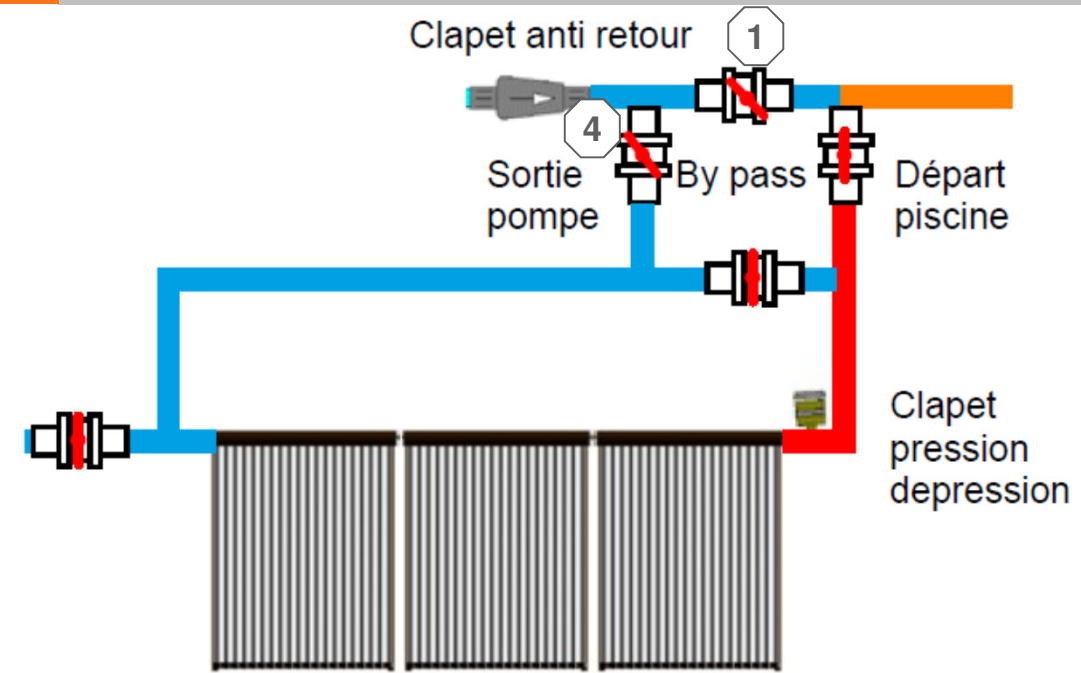 Clapet anti retour
1
4
Sortie
pompe
By pass
Départ
piscine
Clapet
pression
depression